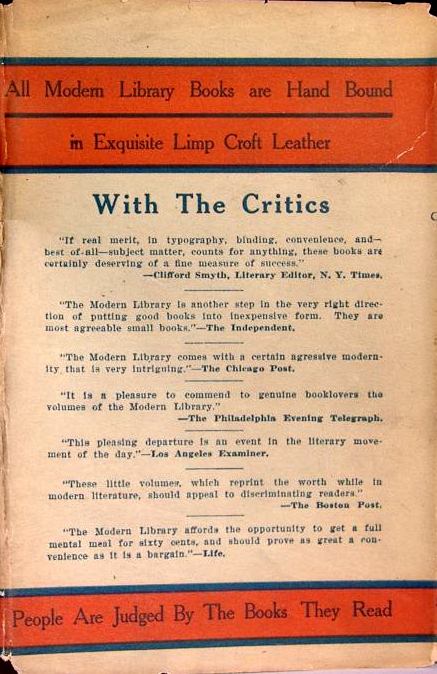 All Modern Library Books are Hand Bound
in Exquisite Limp Croft Leather
With The Critics
"If real merit, in typography, binding, convenience, and—
best of all—subject matter, counts for anything, these books are
certainly deserving of a fine measure of success."
—Clifford Smyth, Literary Editor, N. Y. Times.
"The Modern Library is another step in the very right direc-
tion of putting good books into inexpensive form. They are
most agreeable small books."—The Independent.
"The Modern Library comes with a certain agressive modern-
ity that is very intriguing."—The Chicago Post.
"It is a pleasure to commend to genuine booklovers the
volumes of the Modern Library."
—The Philadelphia Evening Telegraph.
"This pleasing departure is an event in the literary move-
ment of the day."—Los Angeles Examiner.
"These little volumes, which reprint the worth while in
modern literature, should appeal to discriminating readers."
—The Boston Post.
"The Modern Library affords the opportunity to get a full
mental meal for sixty cents, and should prove as great a con-
venience as it is a bargain."—Life.
People Are Judged By The Books They Read